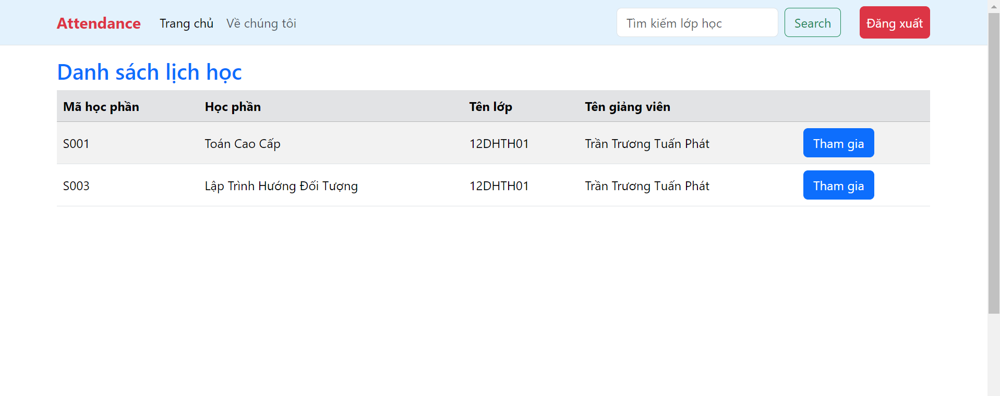 Attendance Trang chủ Về chúng tôi Tìm kiếm lớp học Search Đăng xuất
Danh sách lịch học
Mã học phần Học phần Tên lớp Tên giảng viên
S001 Toán Cao Cấp 12DHTH01 Trần Trương Tuấn Phát Tham gia
S003 Lập Trình Hướng Đối Tượng 12DHTH01 Trần Trương Tuấn Phát Tham gia